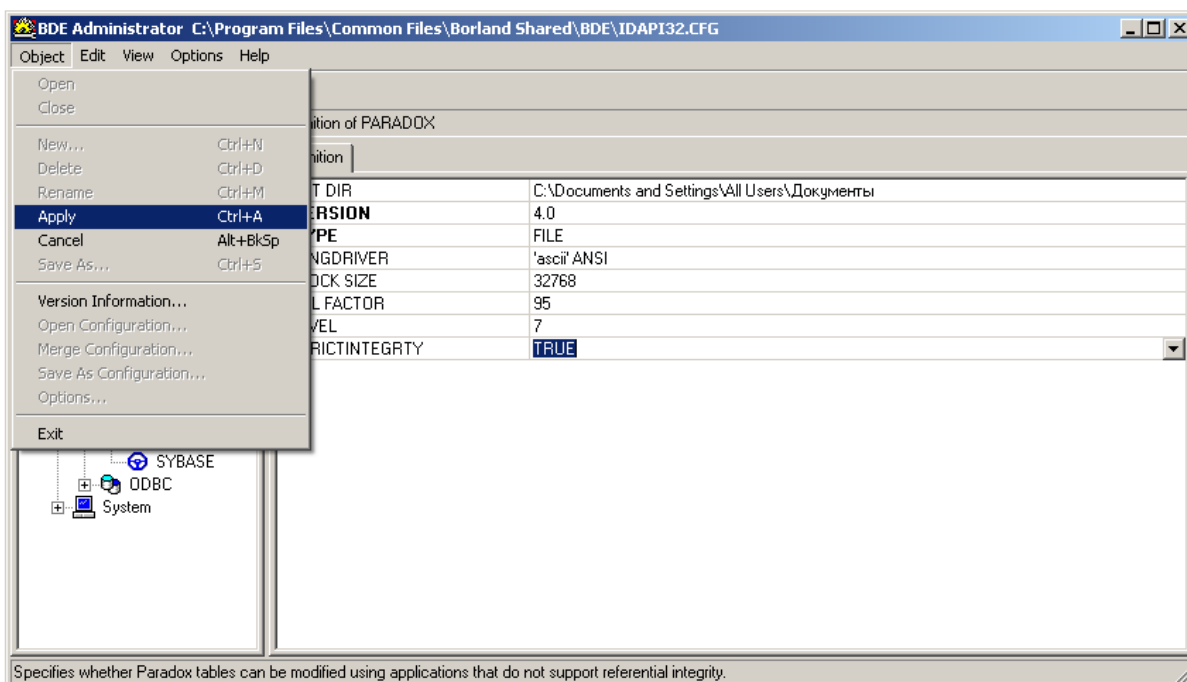 BDE Administrator C:\Program Files\Common Files\Borland Shared\BDE\IDAPI32.CFG
Object Edit View Options Help
Open
Close
New... Ctrl+N
Delete Ctrl+D
Rename Ctrl+M
Apply Ctrl+A
Cancel Alt+BkSp
Save As... Ctrl+S
Version Information...
Open Configuration...
Merge Configuration...
Save As Configuration...
Options...
Exit
nition of PARADOX
nition
T DIR C:\Documents and Settings\All Users\Документы
ERSION 4.0
YPE FILE
NGDRIVER 'ascii' ANSI
OCK SIZE 32768
L FACTOR 95
VEL 7
RICTINTEGRTY TRUE
SYBASE
ODBC
System
Specifies whether Paradox tables can be modified using applications that do not support referential integrity.